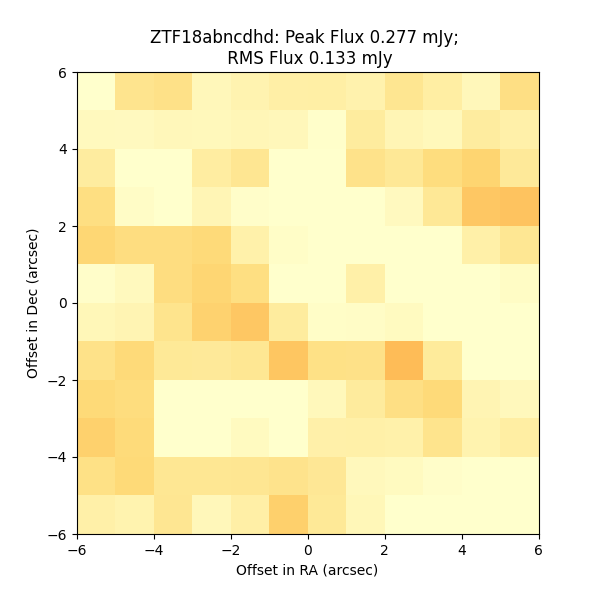 ZTF18abncdhd: Peak Flux 0.277 mJy;
RMS Flux 0.133 mJy
6
4
2
0
−2
−4
−6
Offset in Dec (arcsec)
−6 −4 −2 0 2 4 6
Offset in RA (arcsec)